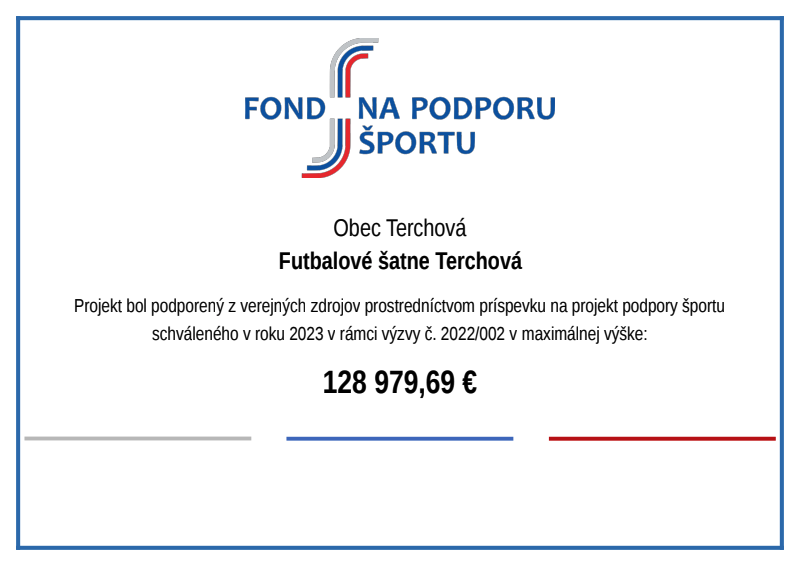 FOND NA PODPORU
ŠPORTU
Obec Terchová
Futbalové šatne Terchová
Projekt bol podporený z verejných zdrojov prostredníctvom príspevku na projekt podpory športu
schváleného v roku 2023 v rámci výzvy č. 2022/002 v maximálnej výške:
128 979,69 €